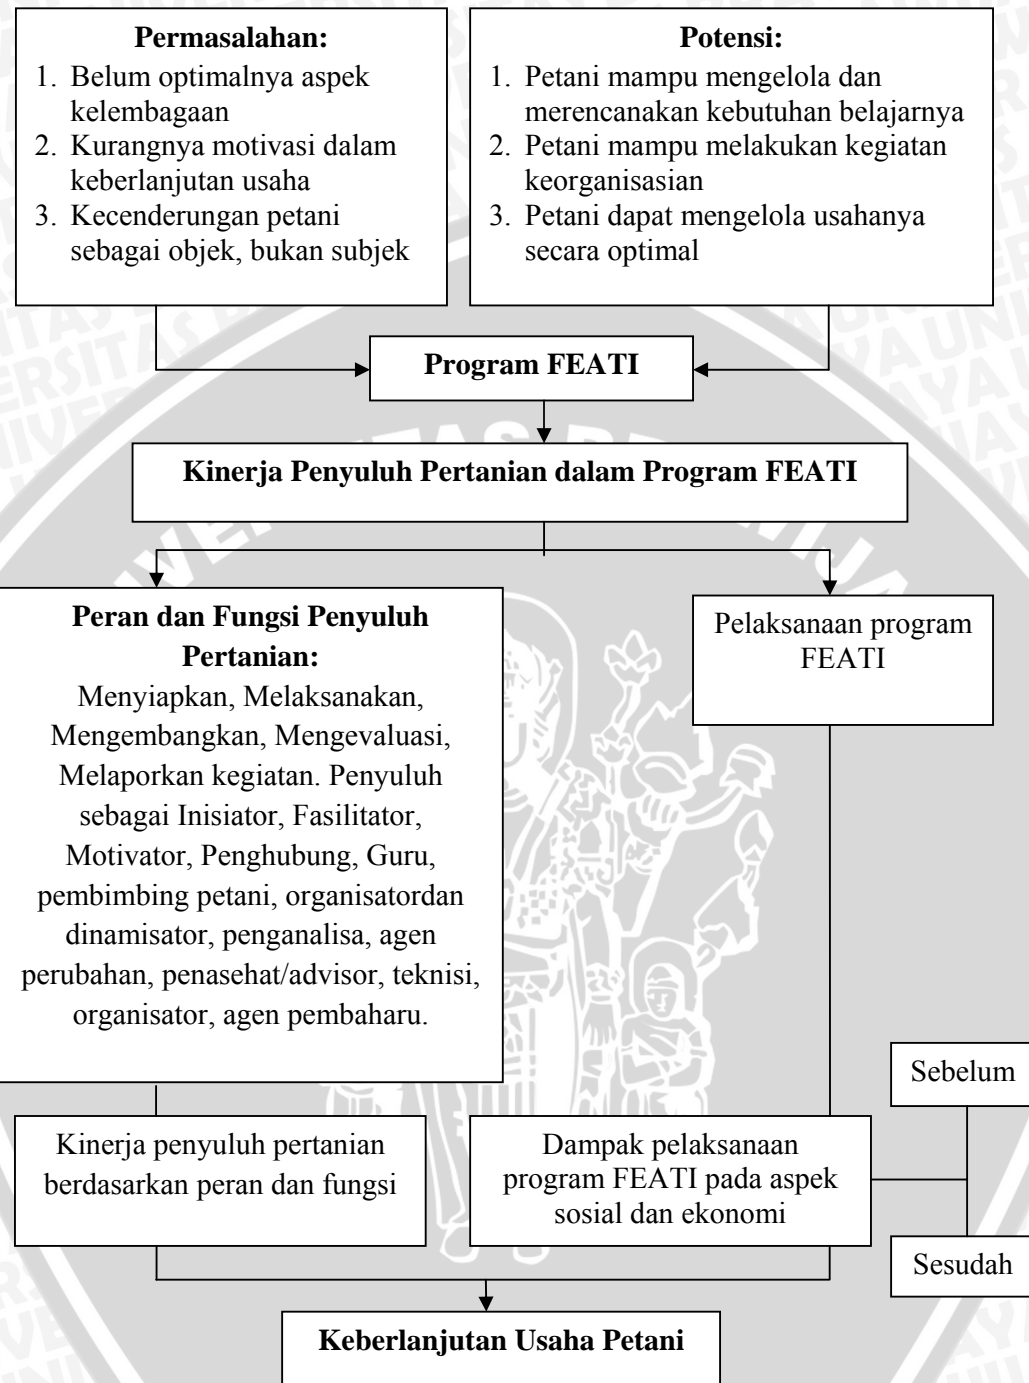 Permasalahan:
1. Belum optimalnya aspek
kelembagaan
2. Kurangnya motivasi dalam
keberlanjutan usaha
3. Kecenderungan petani
sebagai objek, bukan subjek
Potensi:
1. Petani mampu mengelola dan
merencanakan kebutuhan belajarnya
2. Petani mampu melakukan kegiatan
keorganisasian
3. Petani dapat mengelola usahanya
secara optimal
Program FEATI
Kinerja Penyuluh Pertanian dalam Program FEATI
Peran dan Fungsi Penyuluh
Pertanian:
Menyiapkan, Melaksanakan,
Mengembangkan, Mengevaluasi,
Melaporkan kegiatan. Penyuluh
sebagai Inisiator, Fasilitator,
Motivator, Penghubung, Guru,
pembimbing petani, organisatordan
dinamisator, penganalisa, agen
perubahan, penasehat/advisor, teknisi,
organisator, agen pembaharu.
Pelaksanaan program
FEATI
Sebelum
Kinerja penyuluh pertanian
berdasarkan peran dan fungsi
Dampak pelaksanaan
program FEATI pada aspek
sosial dan ekonomi
Sesudah
Keberlanjutan Usaha Petani